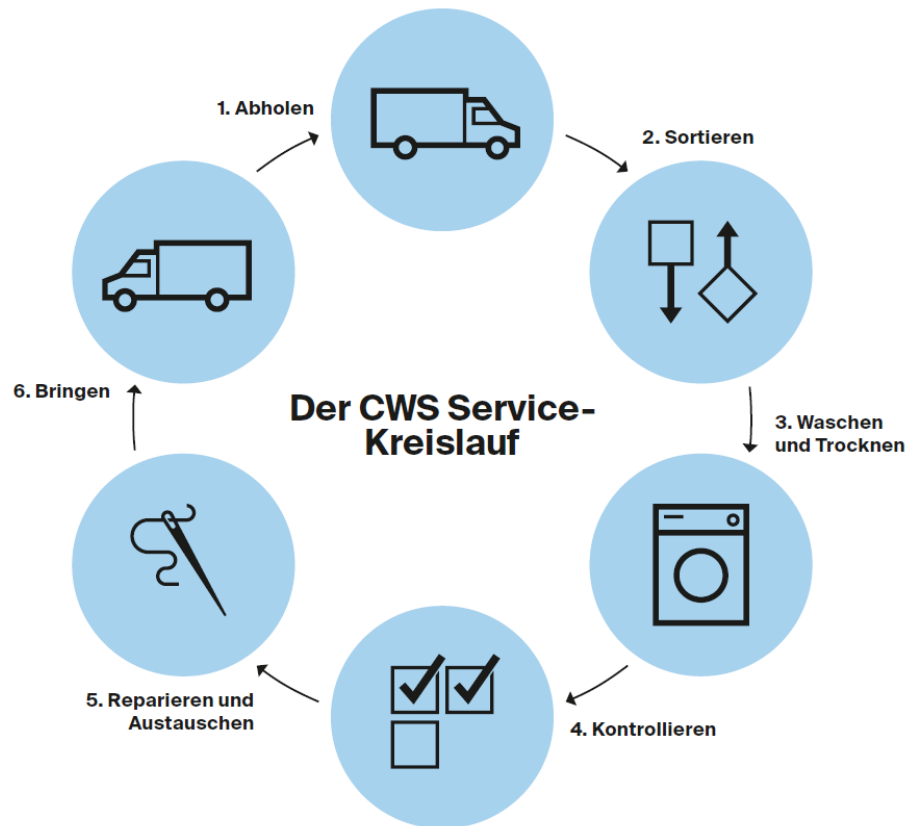 1. Abholen
2. Sortieren
6. Bringen
Der CWS Service-
Kreislauf
3. Waschen
und Trocknen
5. Reparieren und
Austauschen
4. Kontrollieren